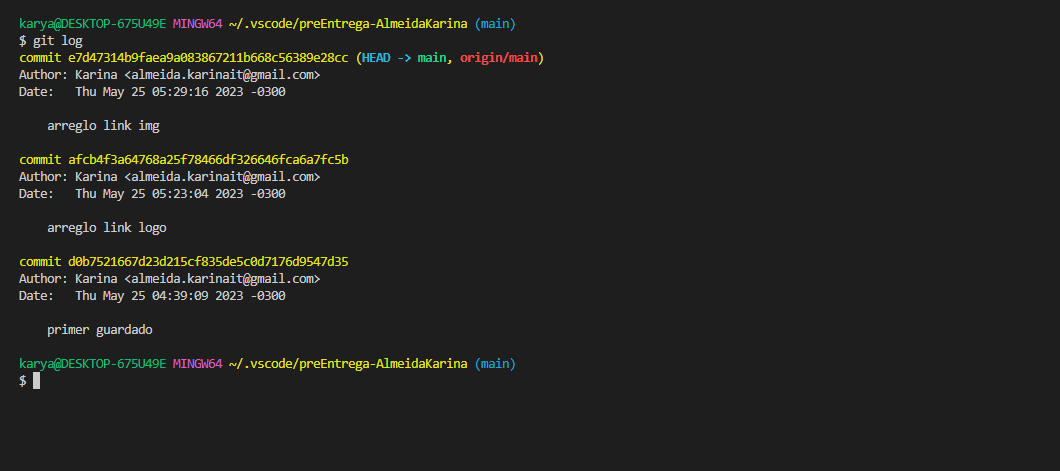 karya@DESKTOP-675U49E MINGW64 ~/.vscode/preEntrega-AlmeidaKarina (main)
$ git log
commit e7d47314b9faea9a083867211b668c56389e28cc (HEAD -> main, origin/main)
Author: Karina <almeida.karinait@gmail.com>
Date:   Thu May 25 05:29:16 2023 -0300
    arreglo link img
commit afcb4f3a64768a25f78466df326646fca6a7fc5b
Author: Karina <almeida.karinait@gmail.com>
Date:   Thu May 25 05:23:04 2023 -0300
    arreglo link logo
commit d0b7521667d23d215cf835de5c0d7176d9547d35
Author: Karina <almeida.karinait@gmail.com>
Date:   Thu May 25 04:39:09 2023 -0300
    primer guardado
karya@DESKTOP-675U49E MINGW64 ~/.vscode/preEntrega-AlmeidaKarina (main)
$